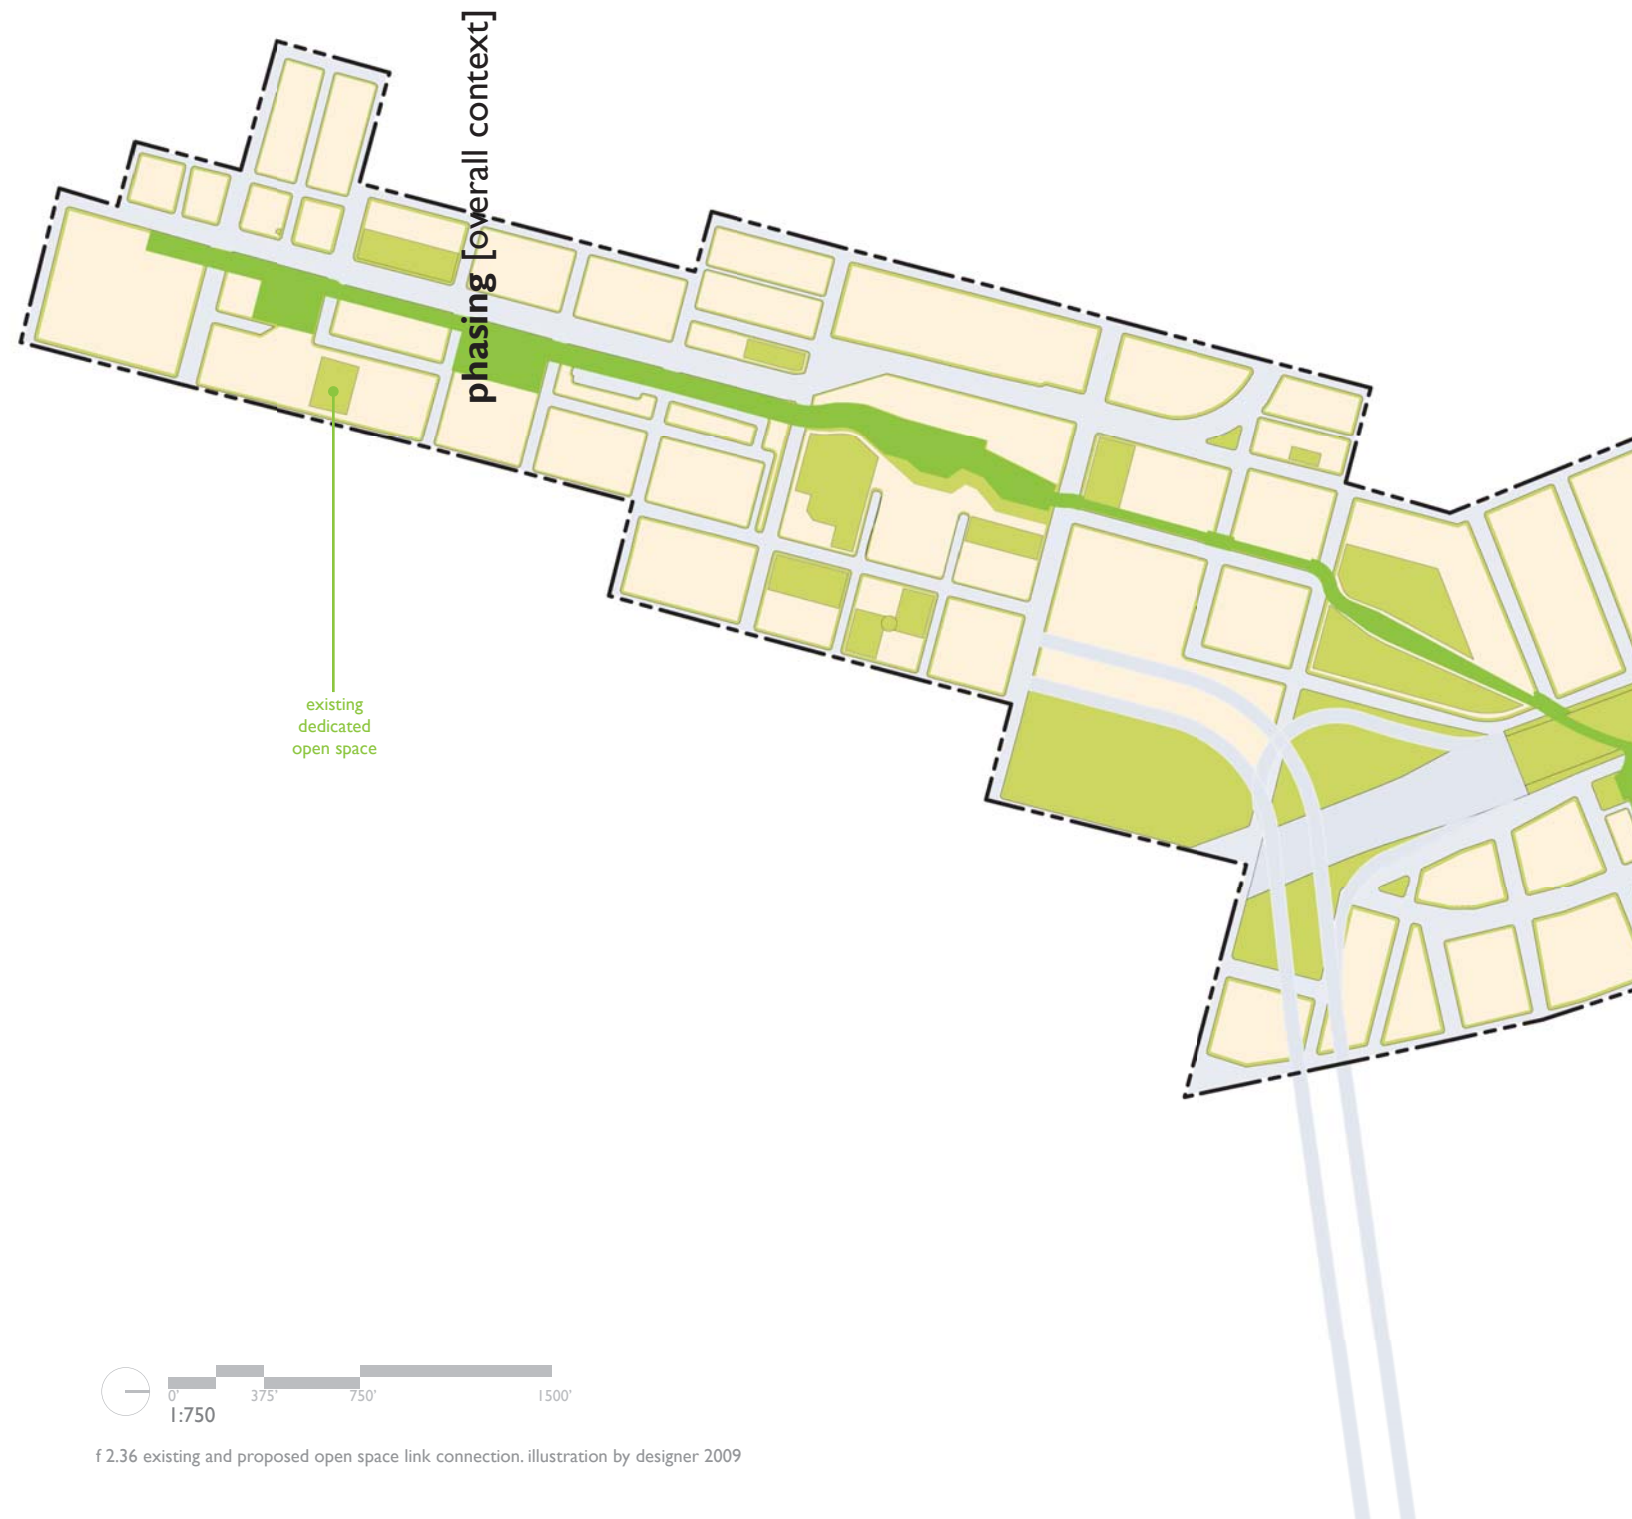 phasing [overall context]
existing
dedicated
open space
0' 375' 750' 1500'
1:750
f 2.36 existing and proposed open space link connection. illustration by designer 2009